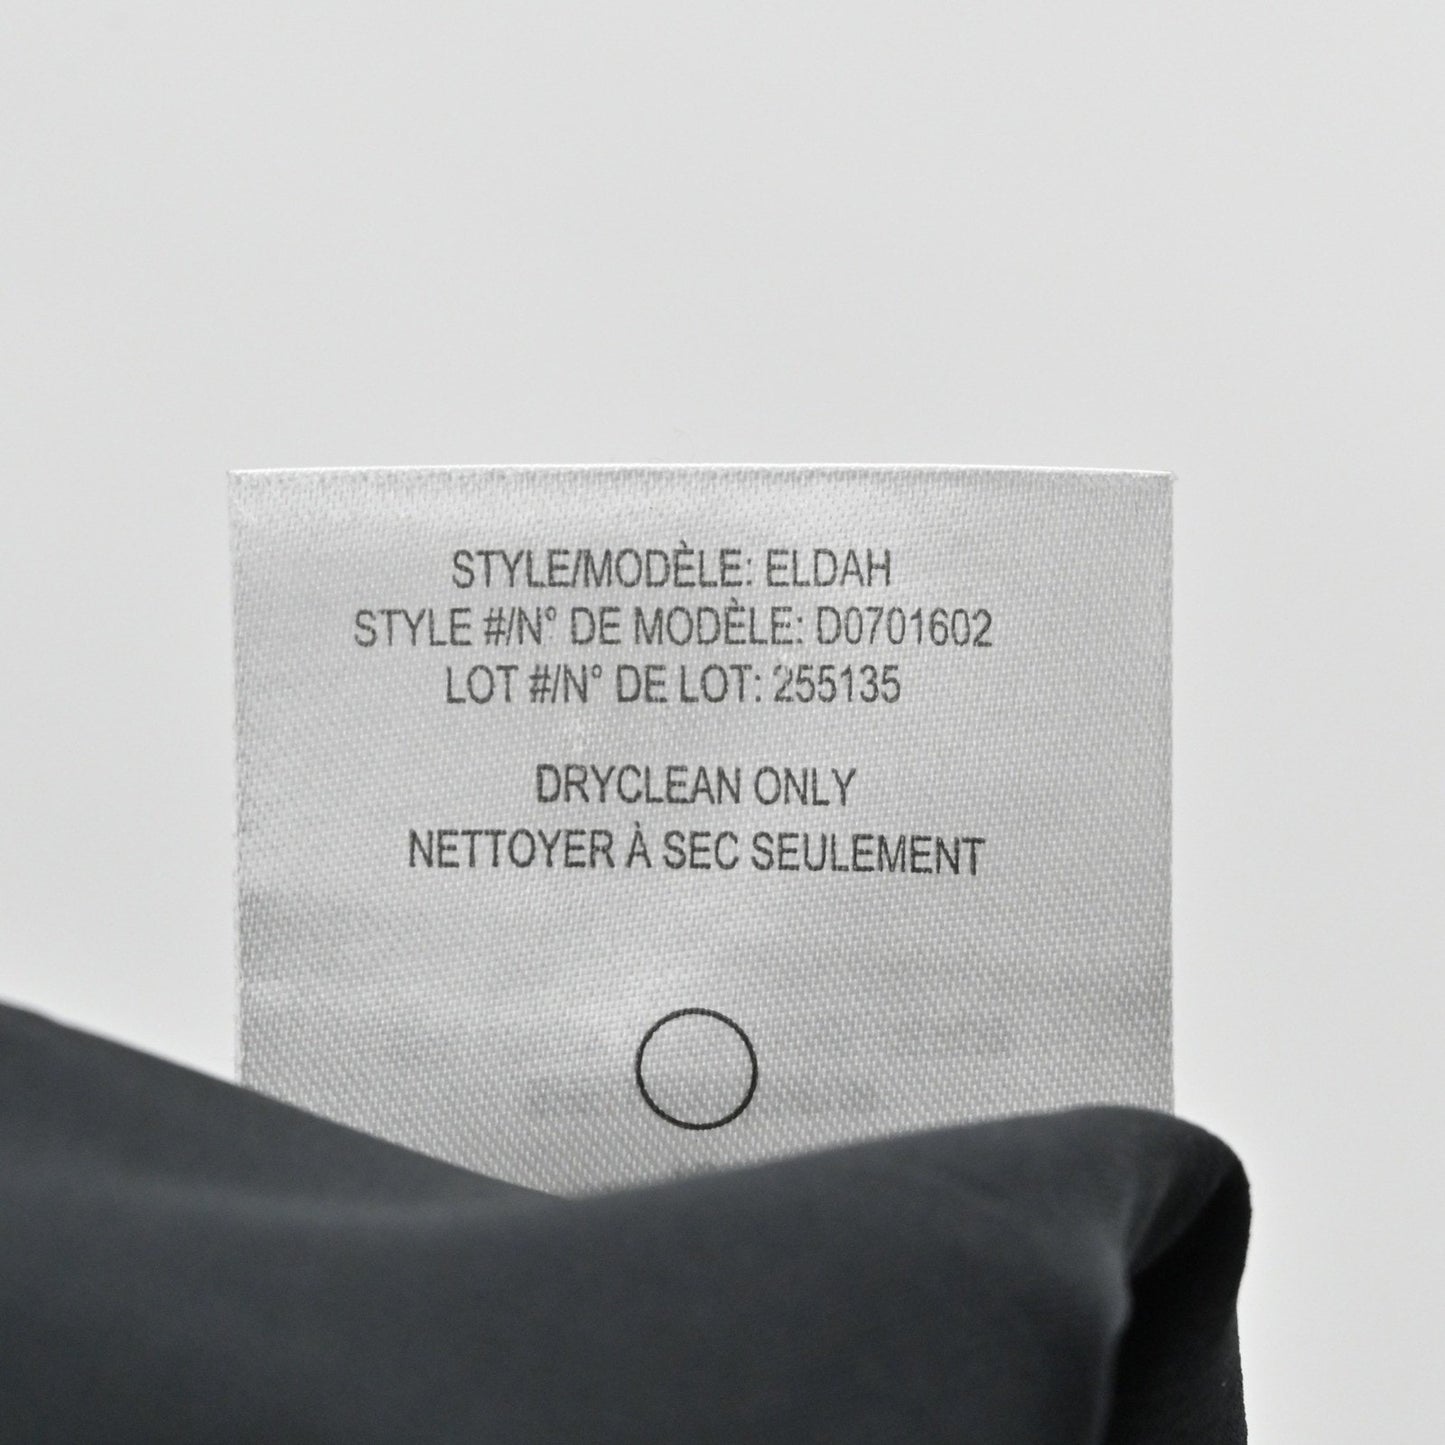 STYLE/MODÈLE: ELDAH
STYLE #/N° DE MODÈLE: D0701602
LOT #/N° DE LOT: 255135
DRYCLEAN ONLY
NETTOYER À SEC SEULEMENT